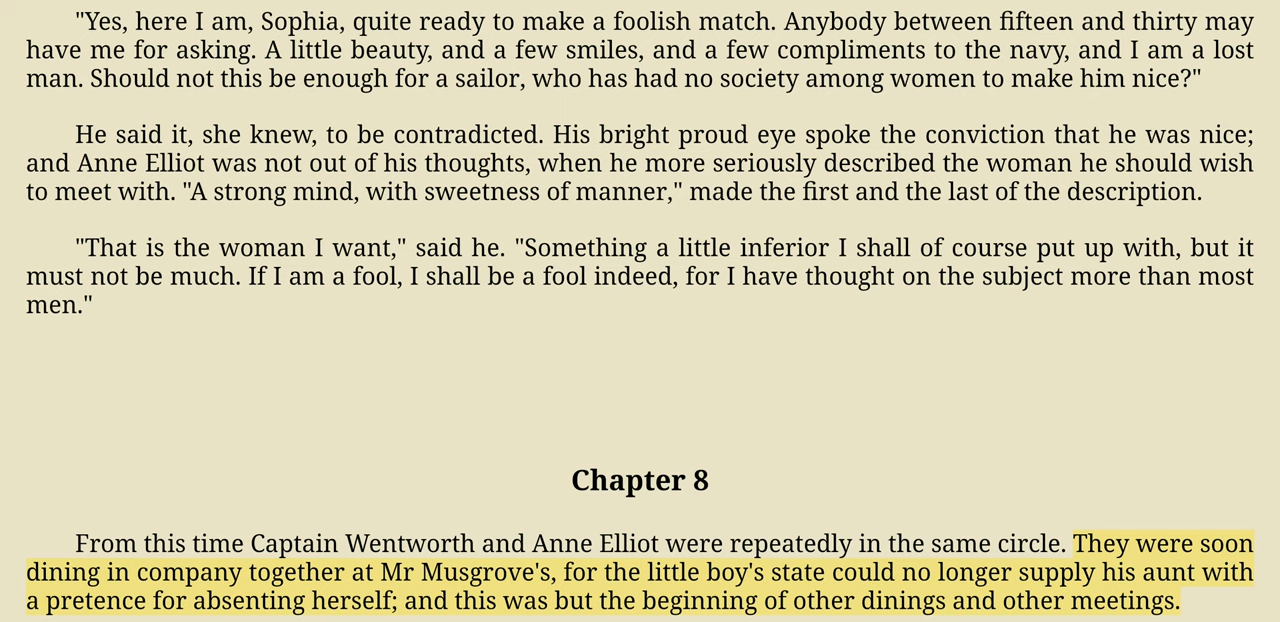 "Yes, here I am, Sophia, quite ready to make a foolish match. Anybody between fifteen and thirty may
have me for asking. A little beauty, and a few smiles, and a few compliments to the navy, and I am a lost
man. Should not this be enough for a sailor, who has had no society among women to make him nice?"
He said it, she knew, to be contradicted. His bright proud eye spoke the conviction that he was nice;
and Anne Elliot was not out of his thoughts, when he more seriously described the woman he should wish
to meet with. "A strong mind, with sweetness of manner," made the first and the last of the description.
"That is the woman I want," said he. "Something a little inferior I shall of course put up with, but it
must not be much. If I am a fool, I shall be a fool indeed, for I have thought on the subject more than most
men."
Chapter 8
From this time Captain Wentworth and Anne Elliot were repeatedly in the same circle. They were soon
dining in company together at Mr Musgrove's, for the little boy's state could no longer supply his aunt with
a pretence for absenting herself; and this was but the beginning of other dinings and other meetings.